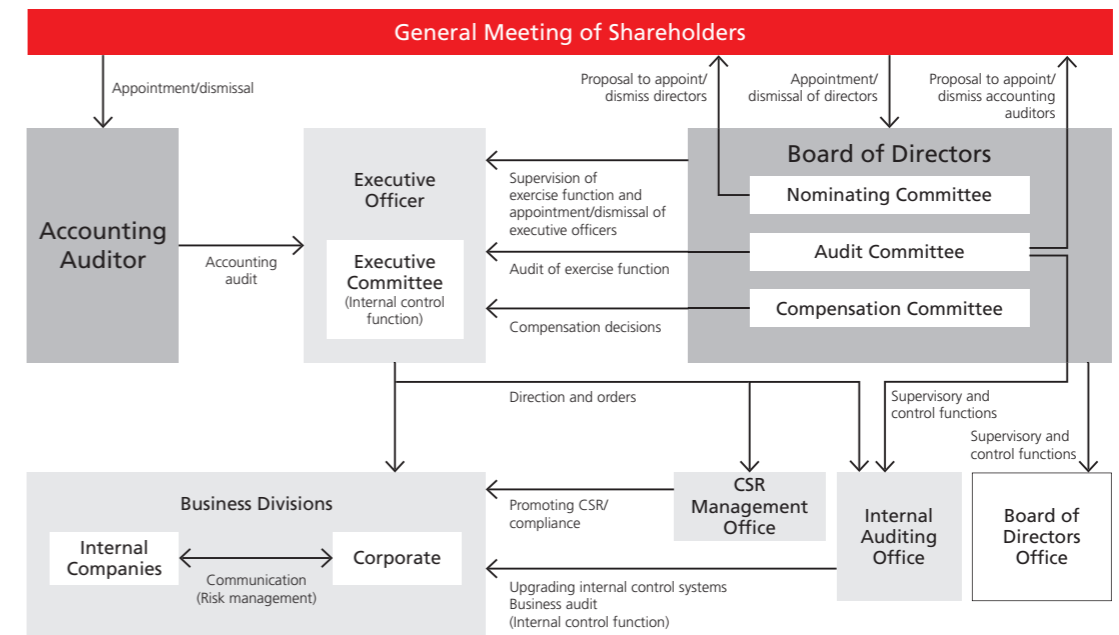 General Meeting of Shareholders
Appointment/dismissal
Proposal to appoint/
dismiss directors
Appointment/
dismissal of directors
Proposal to appoint/
dismiss accounting
auditors
Accounting
Auditor
Accounting
audit
Executive
Officer
Executive
Committee
(Internal control
function)
Supervision of
exercise function and
appointment/dismissal of
executive officers
Audit of exercise function
Compensation decisions
Board of Directors
Nominating Committee
Audit Committee
Compensation Committee
Direction and orders
Supervisory and
control functions
Supervisory and
control functions
Business Divisions
Internal
Companies
Communication
(Risk management)
Corporate
Promoting CSR/
compliance
CSR
Management
Office
Upgrading internal control systems
Business audit
(Internal control function)
Internal
Auditing
Office
Board of
Directors
Office